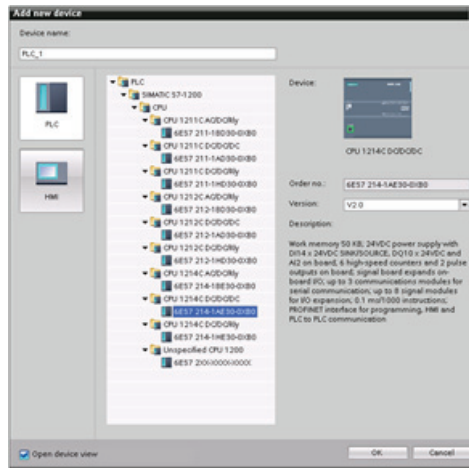 Add new device
Device name:
PLC_1
PLC
HMI
PLC
SIMATIC S7-1200
CPU
CPU 1211C AC/DC/Rly
6ES7 211-1BD30-0XB0
CPU 1211C DC/DC/DC
6ES7 211-1AD30-0XB0
CPU 1211C DC/DC/Rly
6ES7 211-1HD30-0XB0
CPU 1212C AC/DC/Rly
6ES7 212-1BD30-0XB0
CPU 1212C DC/DC/DC
6ES7 212-1AD30-0XB0
CPU 1212C DC/DC/Rly
6ES7 212-1HD30-0XB0
CPU 1214C AC/DC/Rly
6ES7 214-1BE30-0XB0
CPU 1214C DC/DC/DC
6ES7 214-1AE30-0XB0
CPU 1214C DC/DC/Rly
6ES7 214-1HE30-0XB0
Unspecified CPU 1200
6ES7 2XX-XXXXX-XXXX
Device:
CPU 1214C DC/DC/DC
Order no.: 6ES7 214-1AE30-0XB0
Version: V2.0
Description:
Work memory 50 KB; 24VDC power supply with
DI14 x 24VDC SINK/SOURCE, DQ10 x 24VDC and
AI2 on board, 6 high-speed counters and 2 pulse
outputs on board, signal board expands on-
board I/O; up to 3 communications modules for
serial communication; up to 8 signal modules
for I/O expansion; 0.1 ms/1000 instructions;
PROFINET interface for programming, HMI and
PLC to PLC communication
Open device view
OK
Cancel